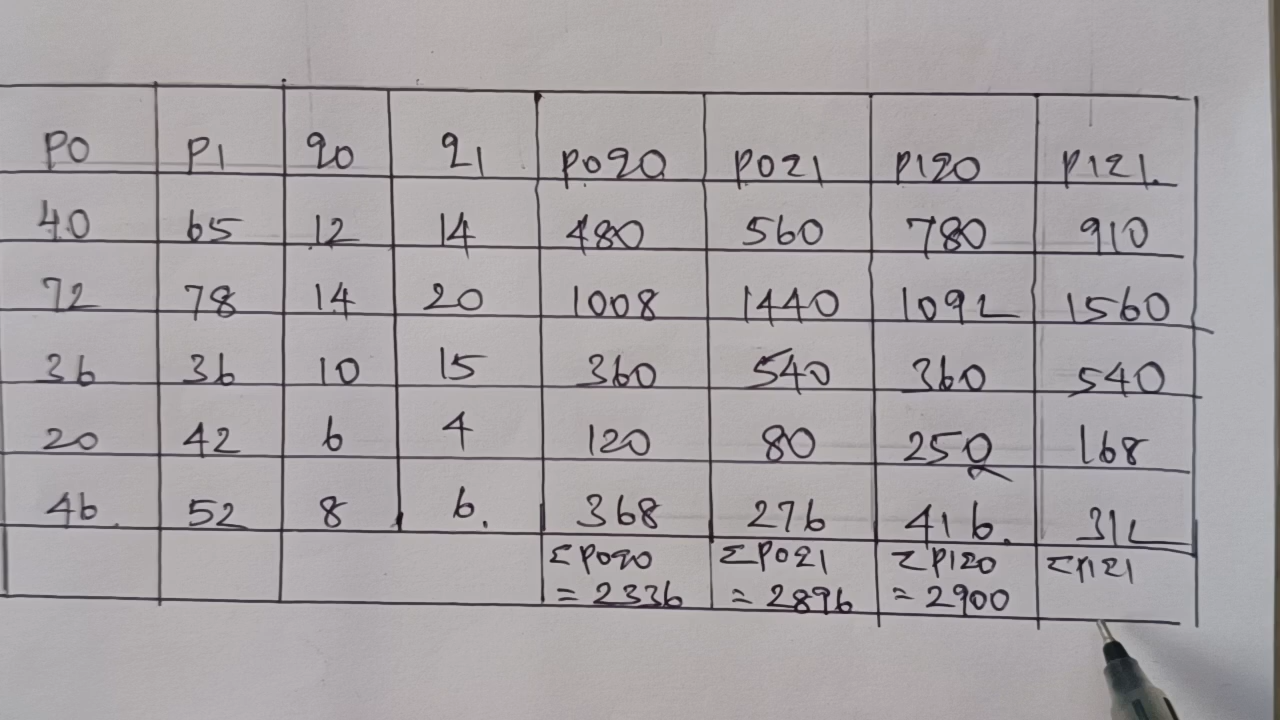 P0 P1 q0 q1 P0q0 P0q1 P1q0 P1q1.
40 65 12 14 480 560 780 910
72 78 14 20 1008 1440 1092 1560
36 36 10 15 360 540 360 540
20 42 6 4 120 80 252 168
46. 52 8 6. 368 276 416. 312
ΣP0q0 ΣP0q1 ΣP1q0 ΣP1q1
= 2336 = 2896 = 2900